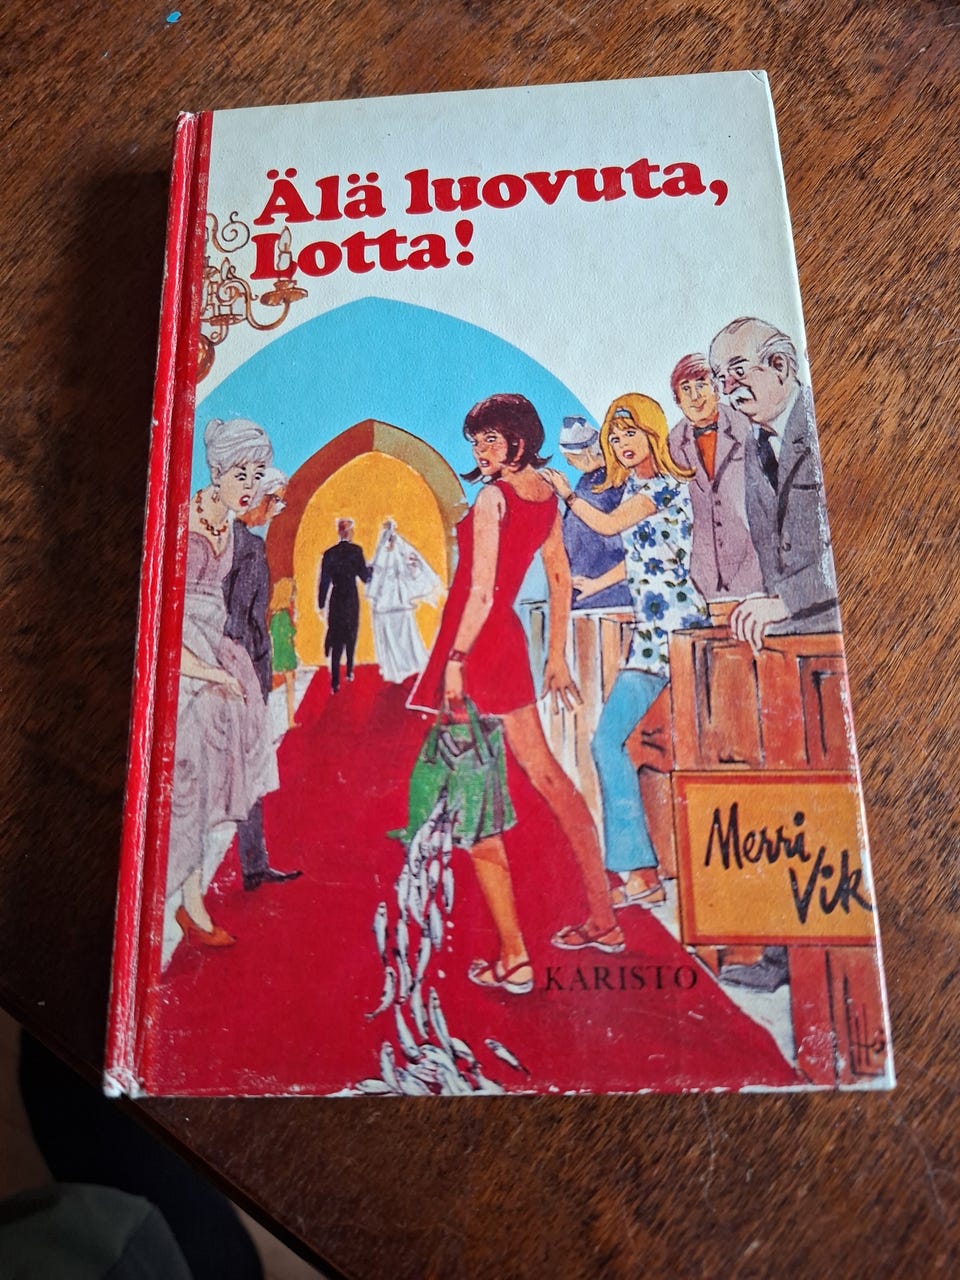 Älä luovuta,
Lotta!
Merri
Vik
KARISTO